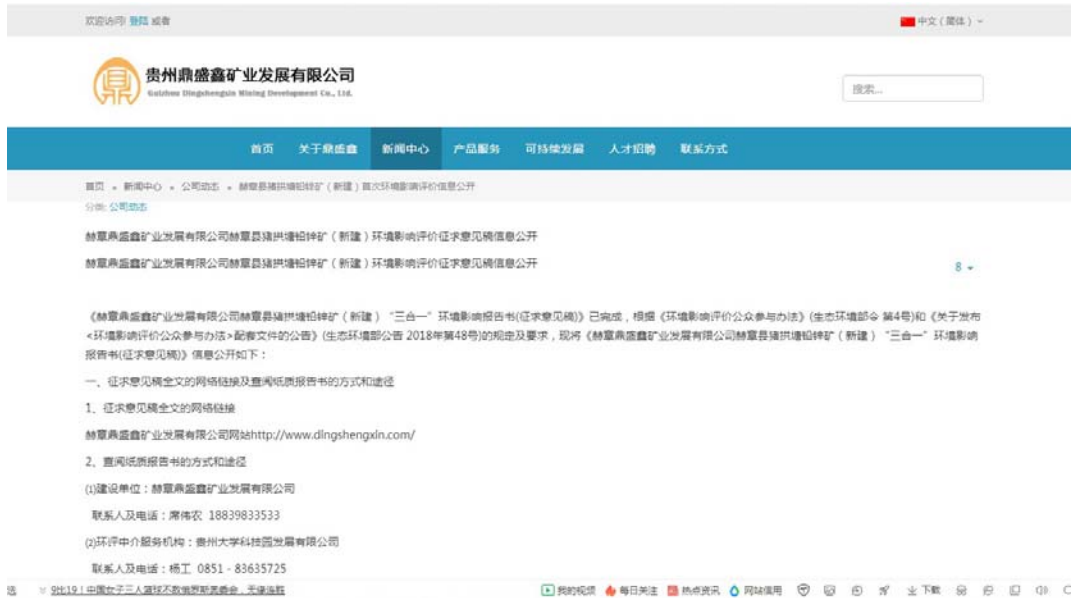 欢迎访问! 登陆 或者
中文（简体）
贵州鼎盛鑫矿业发展有限公司
Guizhou Dingshengxin Mining Development Co., Ltd.
搜索...
首页 关于鼎盛鑫 新闻中心 产品服务 可持续发展 人才招聘 联系方式
首页 新闻中心 公司动态 赫章县猪拱塘铅锌矿（新建）首次环境影响评价信息公开
分类: 公司动态
赫章鼎盛鑫矿业发展有限公司赫章县猪拱塘铅锌矿（新建）环境影响评价征求意见稿信息公开
赫章鼎盛鑫矿业发展有限公司赫章县猪拱塘铅锌矿（新建）环境影响评价征求意见稿信息公开
8
《赫章鼎盛鑫矿业发展有限公司赫章县猪拱塘铅锌矿（新建）“三合一”环境影响报告书(征求意见稿)》已完成，根据《环境影响评价公众参与办法》(生态环境部令 第4号)和《关于发布
<环境影响评价公众参与办法>配套文件的公告》(生态环境部公告 2018年第48号)的规定及要求，现将《赫章鼎盛鑫矿业发展有限公司赫章县猪拱塘铅锌矿（新建）“三合一”环境影响
报告书(征求意见稿)》信息公开如下：
一、征求意见稿全文的网络链接及查阅纸质报告书的方式和途径
1、征求意见稿全文的网络链接
赫章鼎盛鑫矿业发展有限公司网站http://www.dingshengxin.com/
2、查阅纸质报告书的方式和途径
(1)建设单位：赫章鼎盛鑫矿业发展有限公司
联系人及电话：席伟农 18839833533
(2)环评中介服务机构：贵州大学科技园发展有限公司
联系人及电话：杨工 0851 - 83635725
选 9比19！中国女子三人篮球不敌俄罗斯奥委会，无缘连胜 我的视频 每日关注 热点资讯 网站信用 下载